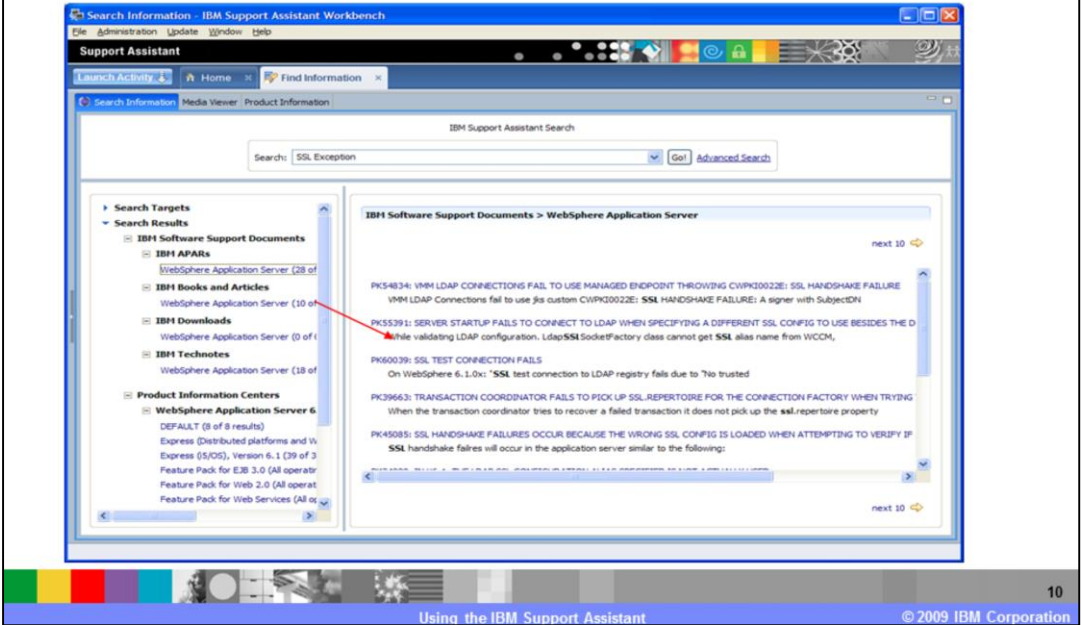 Search Information - IBM Support Assistant Workbench
File Administration Update Window Help
Support Assistant
Launch Activity Home Find Information
Search Information Media Viewer Product Information
IBM Support Assistant Search
Search: SSL Exception Go! Advanced Search
Search Targets
Search Results
IBM Software Support Documents
IBM APARs
WebSphere Application Server (28 of
IBM Books and Articles
WebSphere Application Server (10 of
IBM Downloads
WebSphere Application Server (0 of
IBM Technotes
WebSphere Application Server (18 of
Product Information Centers
WebSphere Application Server 6.
DEFAULT (8 of 8 results)
Express (Distributed platforms and W
Express (i5/OS), Version 6.1 (39 of 3
Feature Pack for EJB 3.0 (All operatir
Feature Pack for Web 2.0 (All operat
Feature Pack for Web Services (All op
IBM Software Support Documents > WebSphere Application Server
next 10
PK54834: VMM LDAP CONNECTIONS FAIL TO USE MANAGED ENDPOINT THROWING CWPKI0022E: SSL HANDSHAKE FAILURE
VMM LDAP Connections fail to use jks custom CWPKI0022E: SSL HANDSHAKE FAILURE: A signer with SubjectDN
PK55391: SERVER STARTUP FAILS TO CONNECT TO LDAP WHEN SPECIFYING A DIFFERENT SSL CONFIG TO USE BESIDES THE D
While validating LDAP configuration. LdapSSLSocketFactory class cannot get SSL alias name from WCCM,
PK60039: SSL TEST CONNECTION FAILS
On WebSphere 6.1.0x: "SSL test connection to LDAP registry fails due to "No trusted
PK39663: TRANSACTION COORDINATOR FAILS TO PICK UP SSL.REPERTOIRE FOR THE CONNECTION FACTORY WHEN TRYING
When the transaction coordinator tries to recover a failed transaction it does not pick up the ssl.repertoire property
PK45085: SSL HANDSHAKE FAILURES OCCUR BECAUSE THE WRONG SSL CONFIG IS LOADED WHEN ATTEMPTING TO VERIFY IF
SSL handshake failres will occur in the application server similar to the following:
next 10
10
Using the IBM Support Assistant
© 2009 IBM Corporation